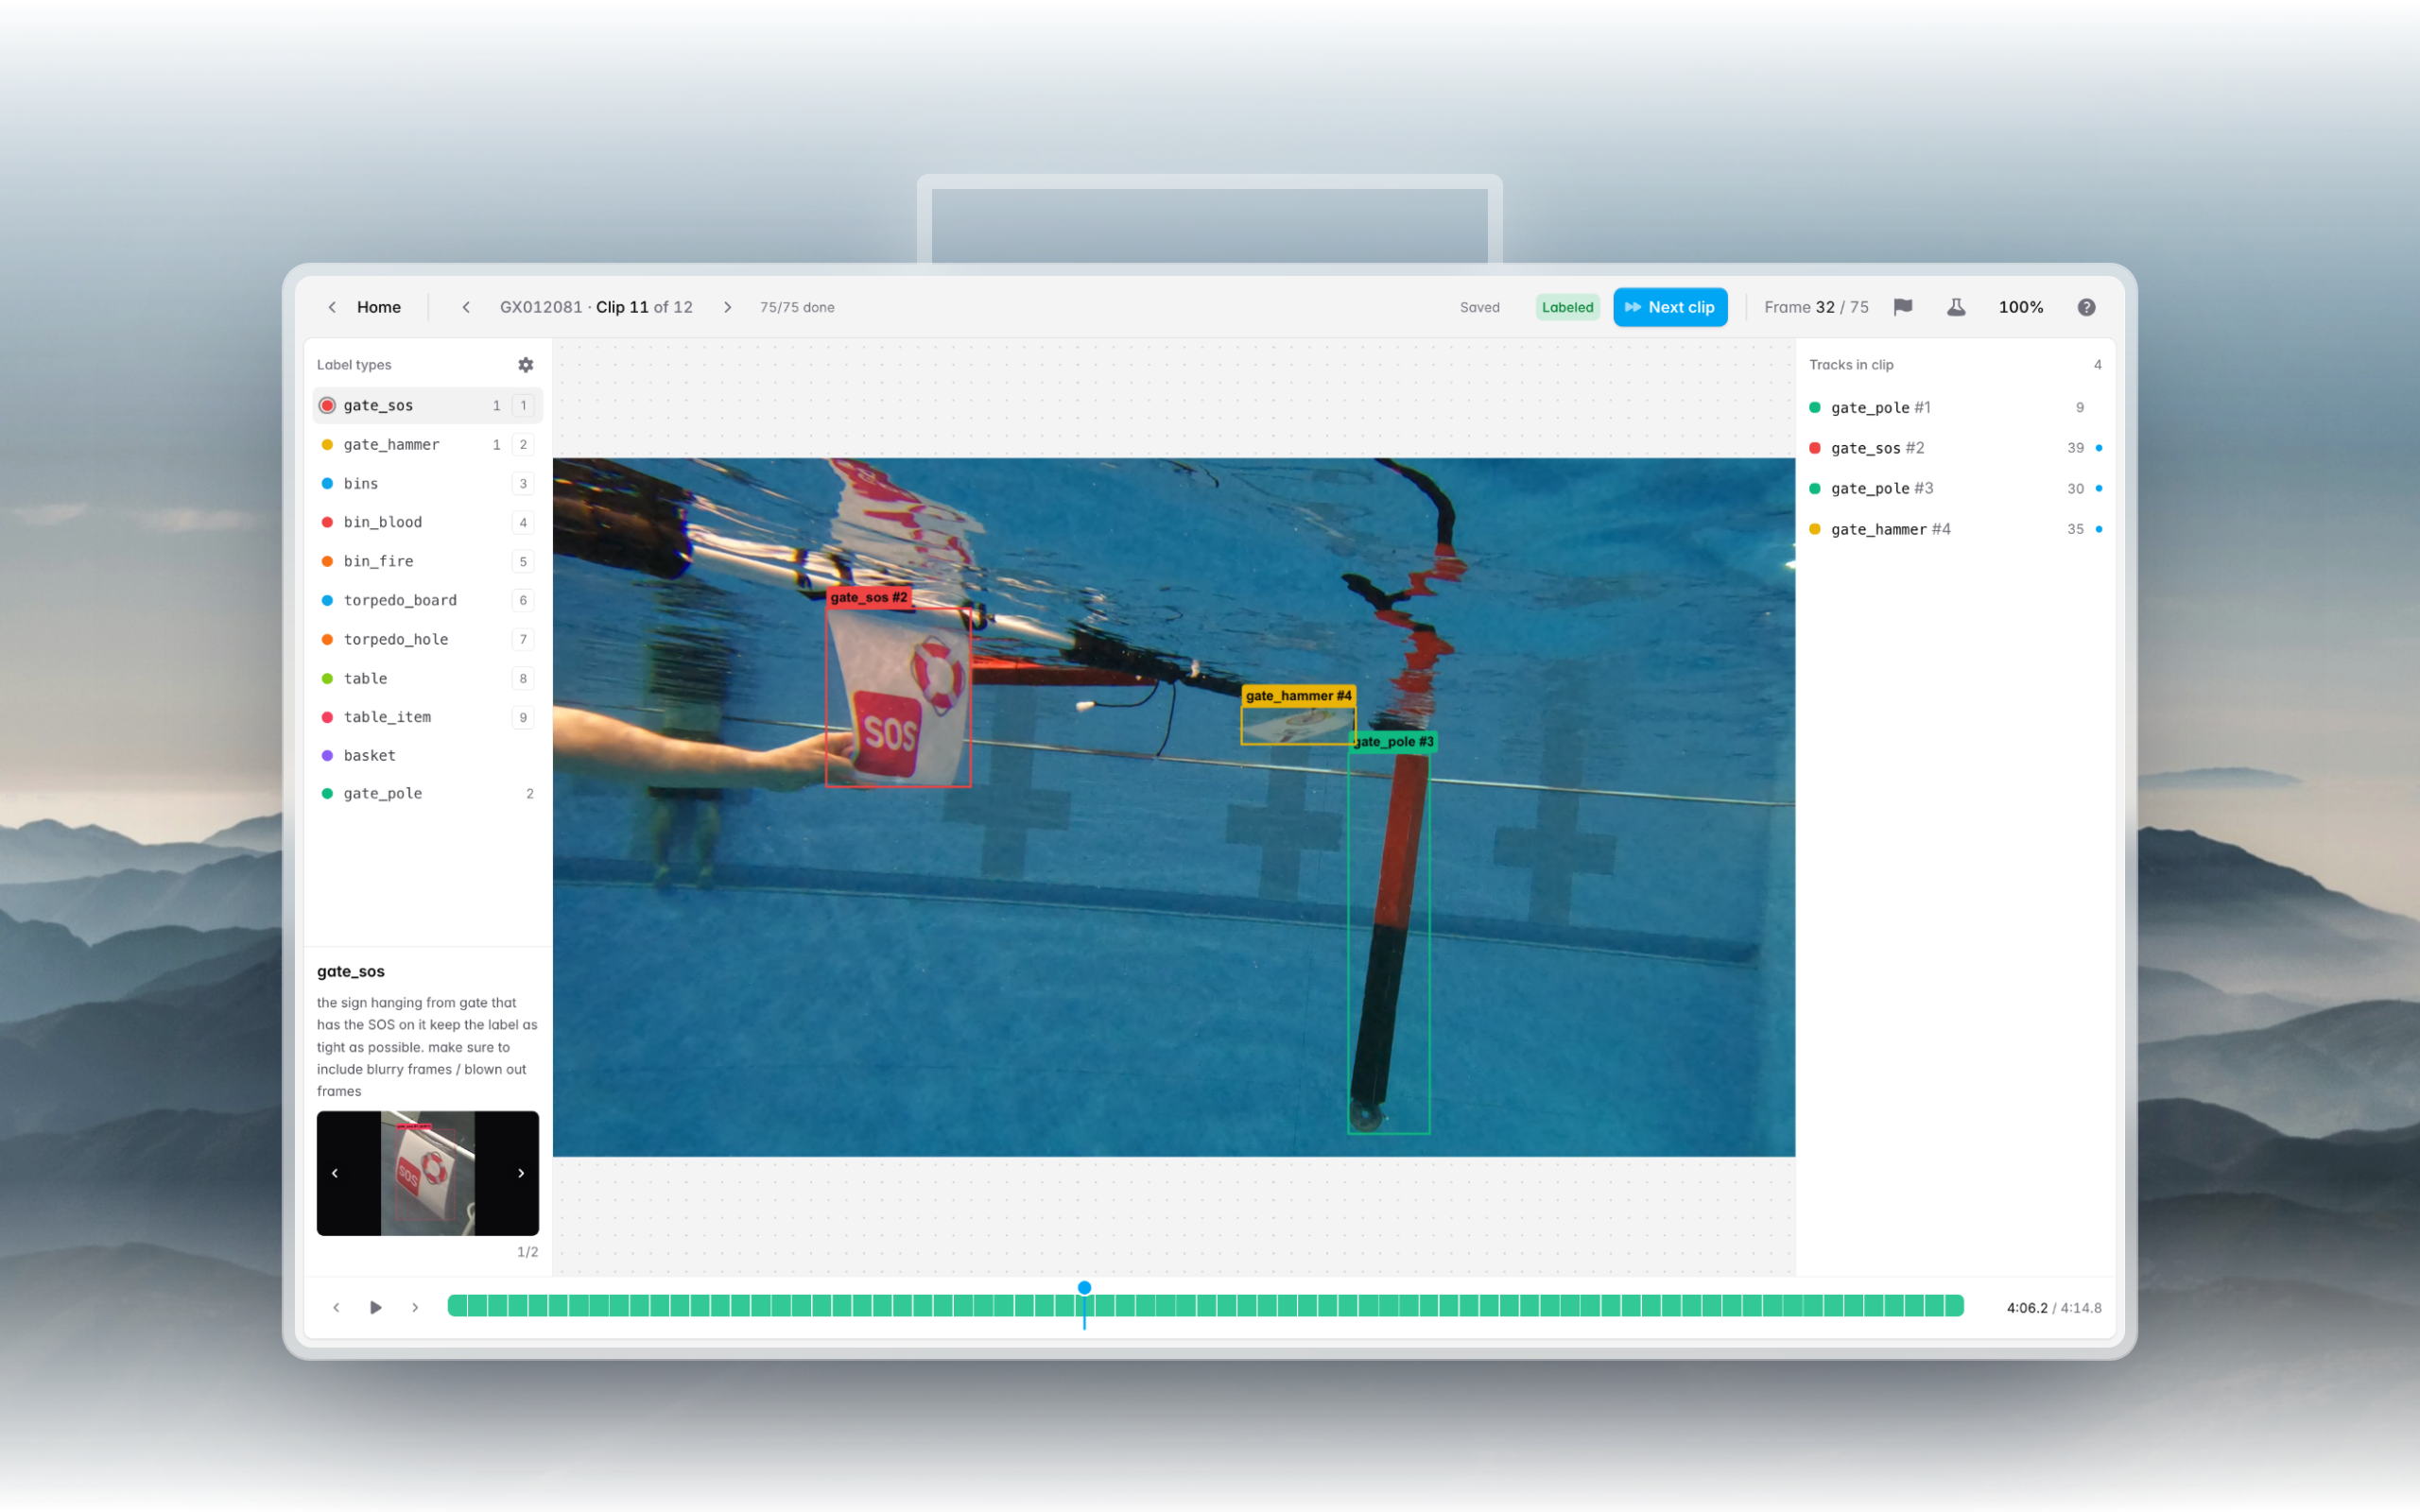 Home
GX012081 · Clip 11 of 12
75/75 done
Saved
Labeled
Next clip
Frame 32 / 75
100%
?
Label types
gate_sos 1 1
gate_hammer 1 2
bins 3
bin_blood 4
bin_fire 5
torpedo_board 6
torpedo_hole 7
table 8
table_item 9
basket
gate_pole 2
gate_sos
the sign hanging from gate that
has the SOS on it keep the label as
tight as possible. make sure to
include blurry frames / blown out
frames
SOS
1/2
gate_sos #2
SOS
gate_hammer #4
gate_pole #3
Tracks in clip 4
gate_pole #1 9
gate_sos #2 39
gate_pole #3 30
gate_hammer #4 35
4:06.2 / 4:14.8